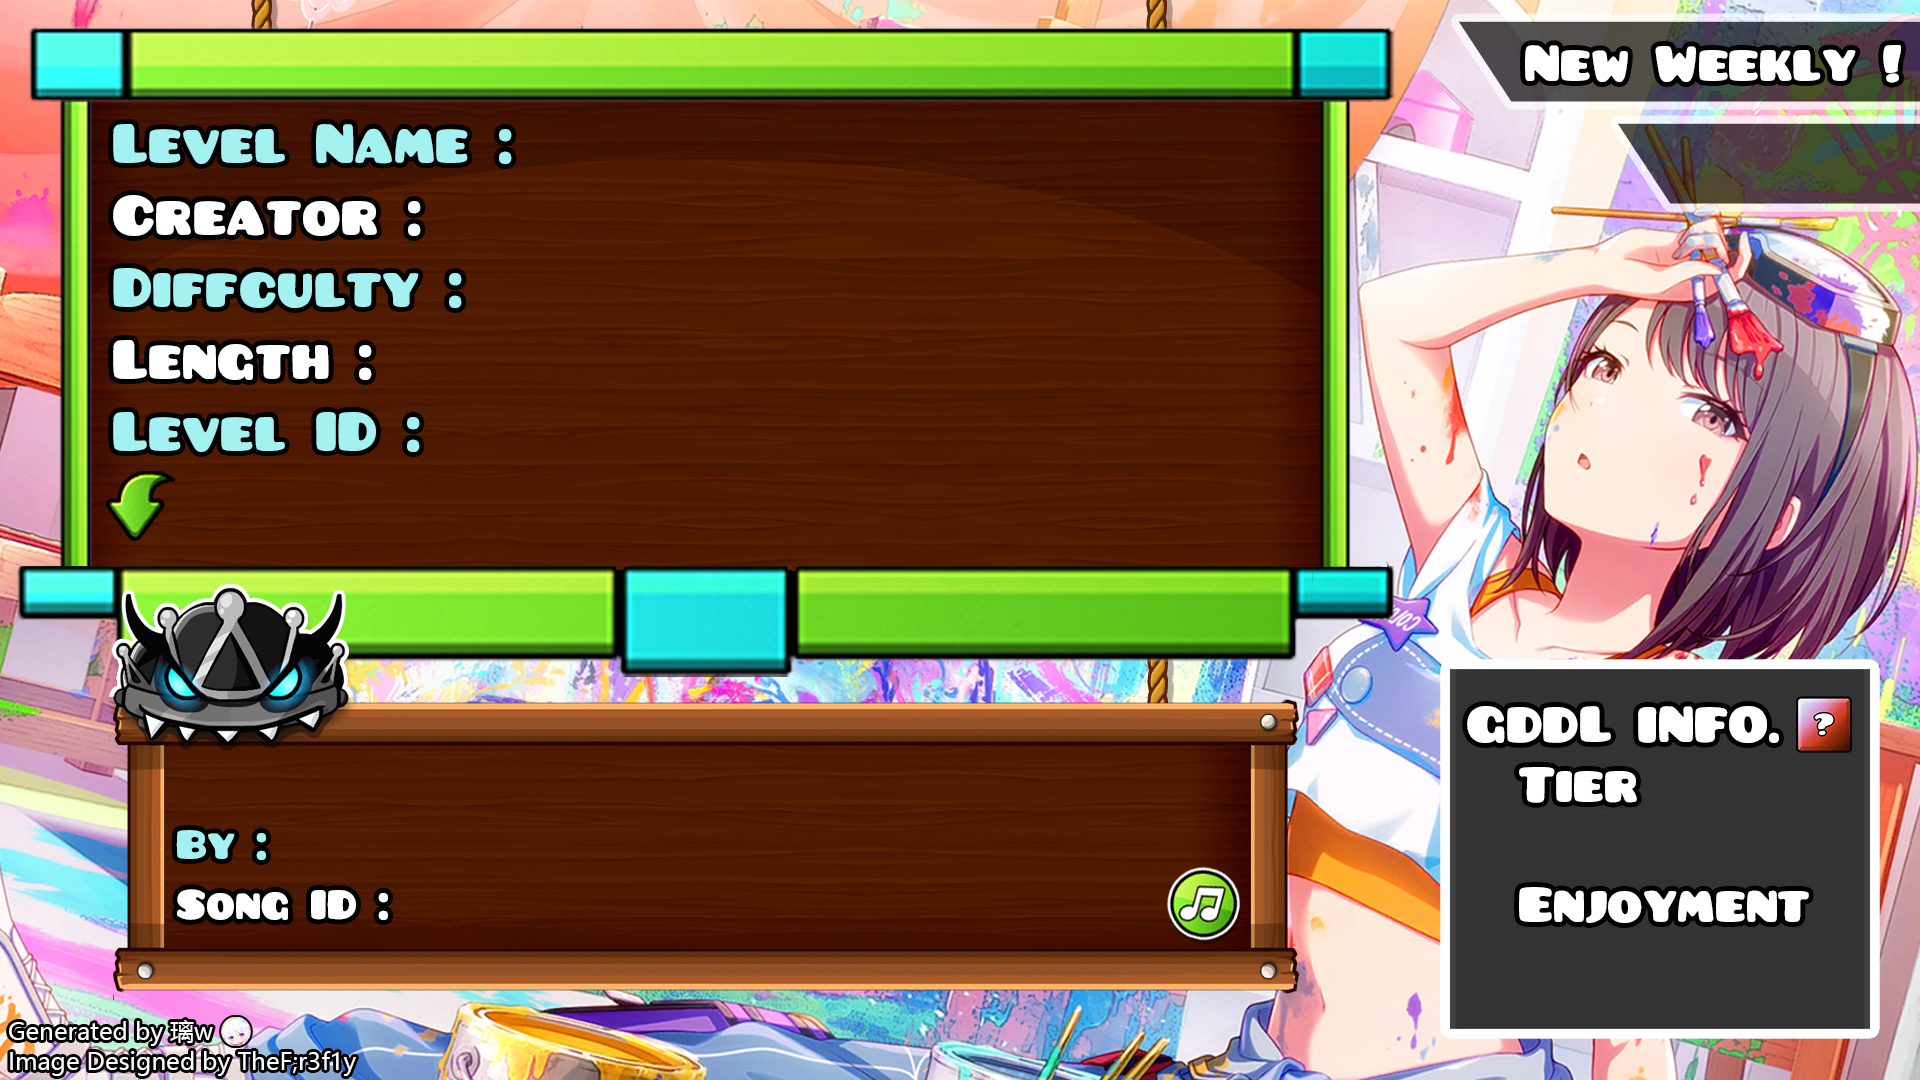 New Weekly !
Level Name :
Creator :
Diffculty :
Length :
Level ID :
By :
Song ID :
GDDL INFO. ?
Tier
Enjoyment
Generated by 璃w
Image Designed by TheF;r3f1y